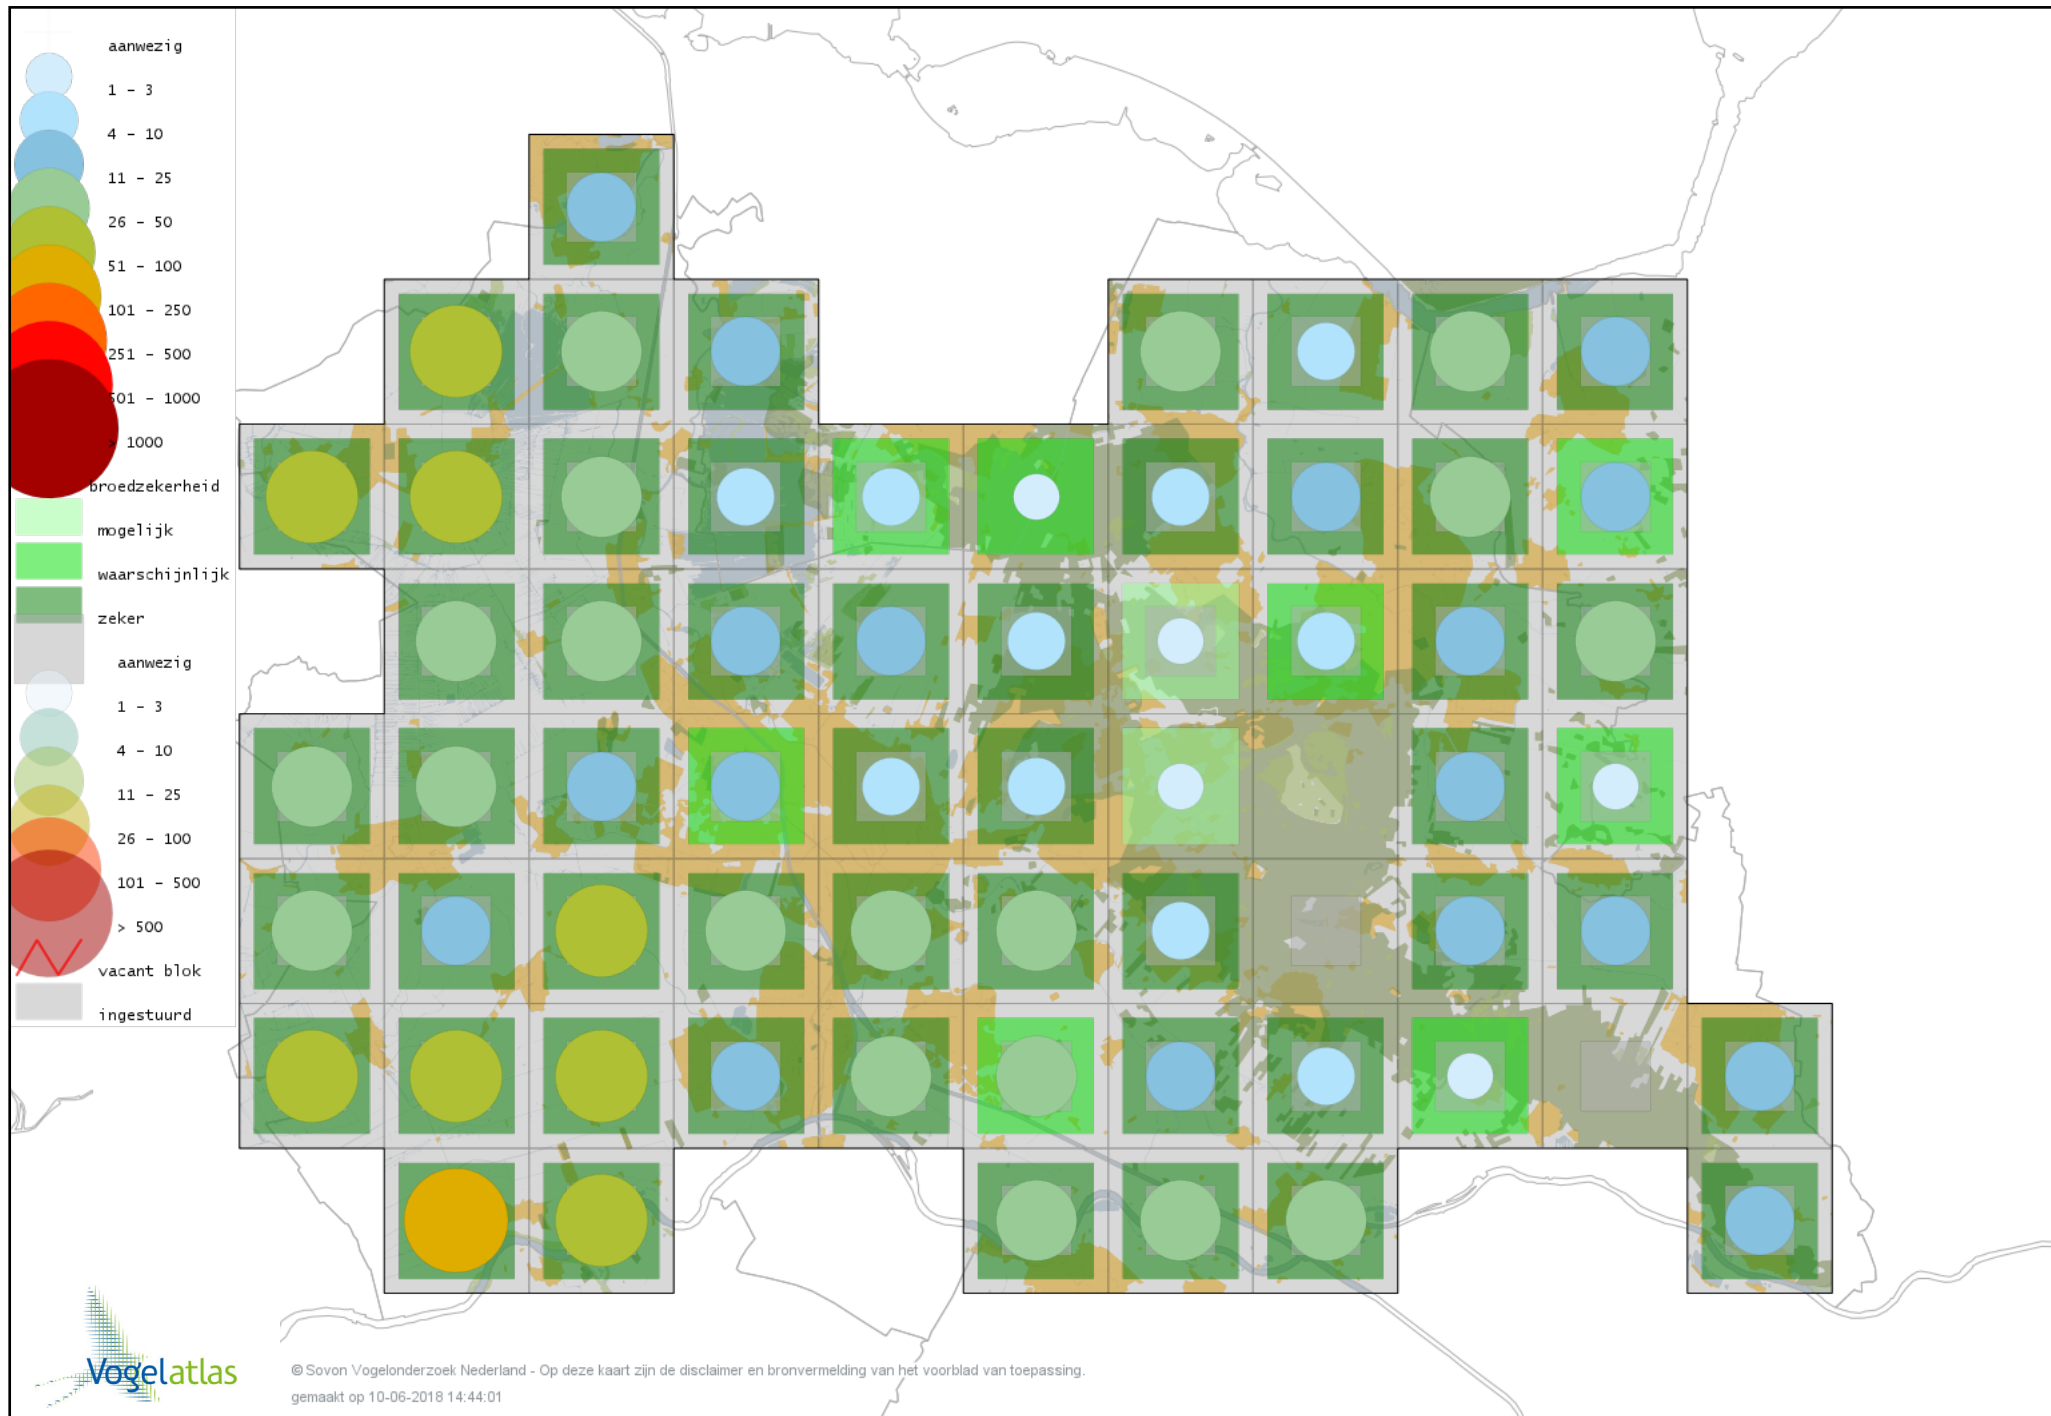 aanwezig
1 - 3
4 - 10
11 - 25
26 - 50
51 - 100
101 - 250
251 - 500
501 - 1000
> 1000
broedzekerheid
mogelijk
waarschijnlijk
zeker
aanwezig
1 - 3
4 - 10
11 - 25
26 - 100
101 - 500
> 500
vacant blok
ingestuurd
Vogelatlas
© Sovon Vogelonderzoek Nederland - Op deze kaart zijn de disclaimer en bronvermelding van het voorblad van toepassing.
gemaakt op 10-06-2018 14:44:01